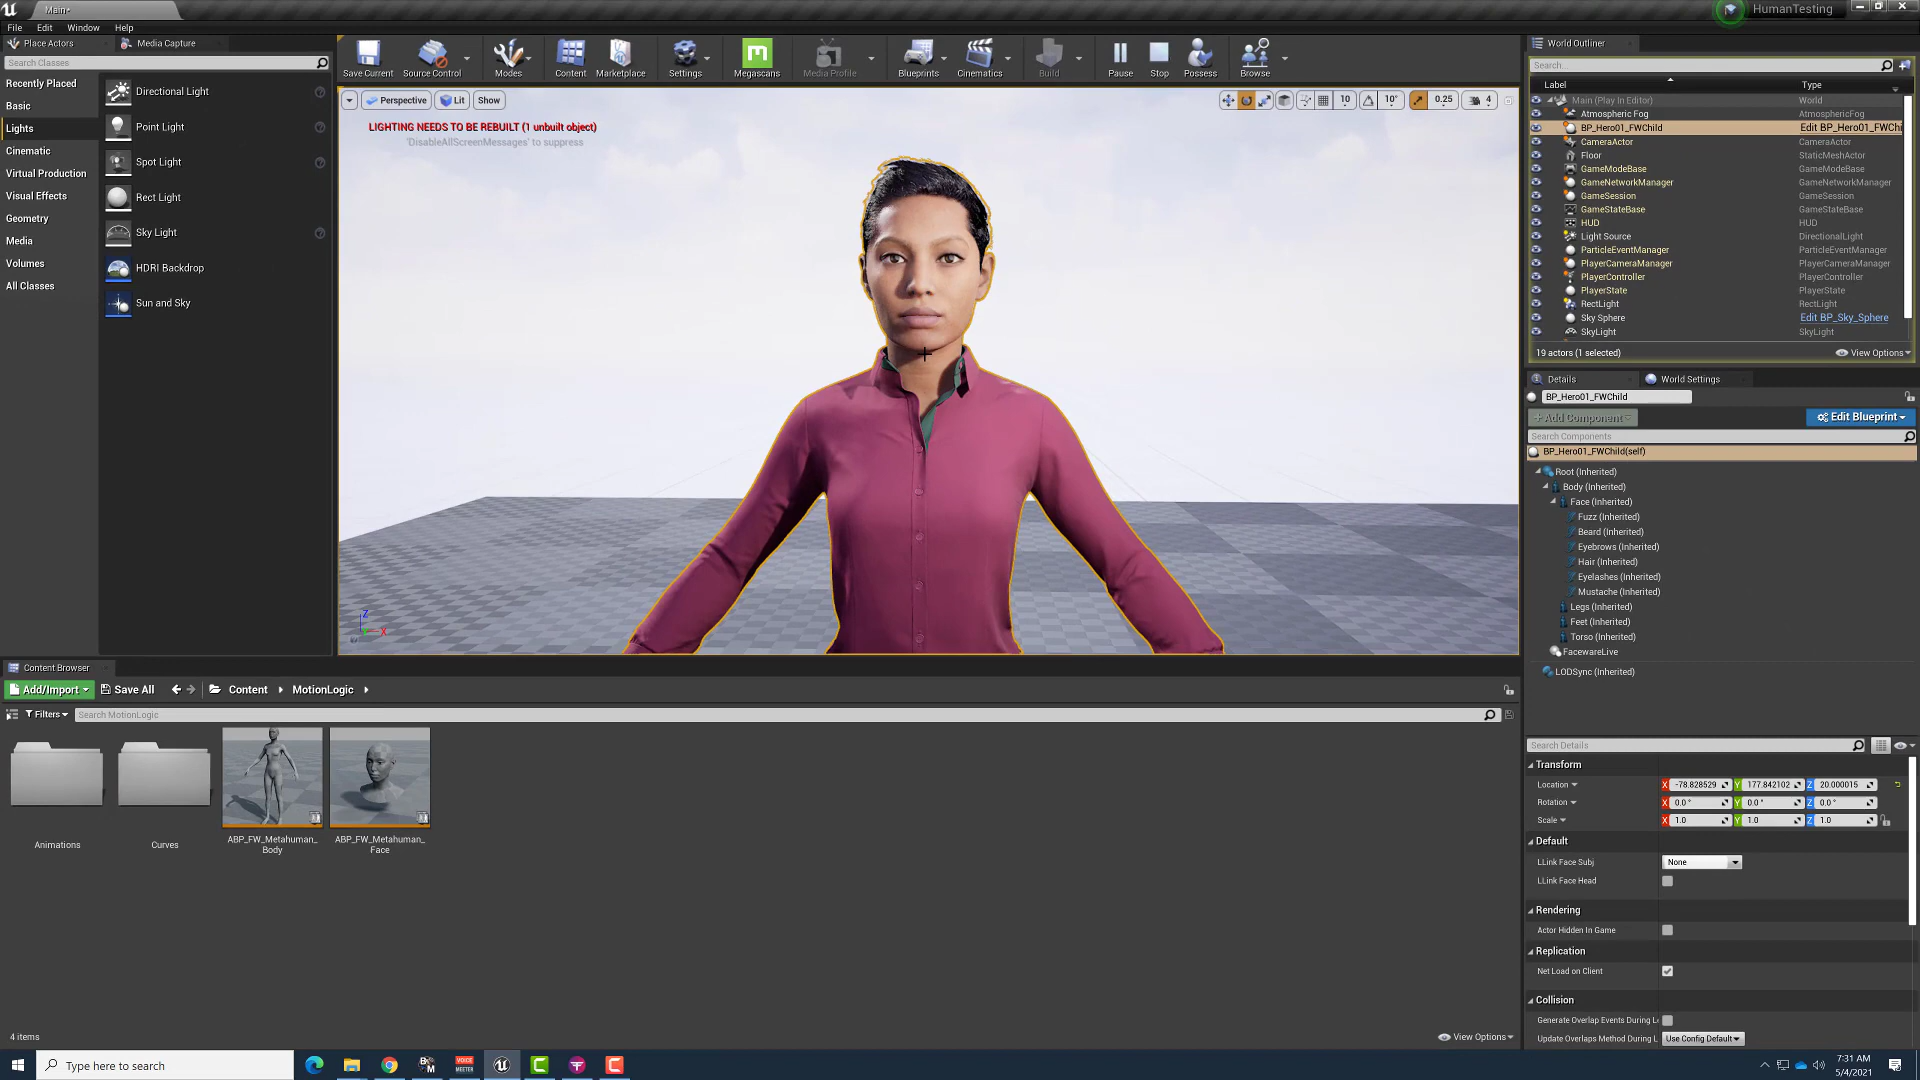 Main*
HumanTesting
File Edit Window Help
Place Actors
Media Capture
Search Classes
Recently Placed
Basic
Lights
Cinematic
Virtual Production
Visual Effects
Geometry
Media
Volumes
All Classes
Directional Light
Point Light
Spot Light
Rect Light
Sky Light
HDRI Backdrop
Sun and Sky
Save Current
Source Control
Modes
Content
Marketplace
Settings
Megascans
Media Profile
Blueprints
Cinematics
Build
Pause
Stop
Possess
Browse
Perspective
Lit
Show
10
10°
0.25
4
LIGHTING NEEDS TO BE REBUILT (1 unbuilt object)
'DisableAllScreenMessages' to suppress
Z
X
World Outliner
Search...
Label Type
Main (Play In Editor) World
Atmospheric Fog AtmosphericFog
BP_Hero01_FWChild Edit BP_Hero01_FWChi
CameraActor CameraActor
Floor StaticMeshActor
GameModeBase GameModeBase
GameNetworkManager GameNetworkManager
GameSession GameSession
GameStateBase GameStateBase
HUD HUD
Light Source DirectionalLight
ParticleEventManager ParticleEventManager
PlayerCameraManager PlayerCameraManager
PlayerController PlayerController
PlayerState PlayerState
RectLight RectLight
Sky Sphere Edit BP_Sky_Sphere
SkyLight SkyLight
19 actors (1 selected)
View Options
Details
World Settings
BP_Hero01_FWChild
+ Add Component
Edit Blueprint
Search Components
BP_Hero01_FWChild(self)
Root (Inherited)
Body (Inherited)
Face (Inherited)
Fuzz (Inherited)
Beard (Inherited)
Eyebrows (Inherited)
Hair (Inherited)
Eyelashes (Inherited)
Mustache (Inherited)
Legs (Inherited)
Feet (Inherited)
Torso (Inherited)
FacewareLive
LODSync (Inherited)
Search Details
Transform
Location X -78.828529 Y 177.842102 Z 20.000015
Rotation X 0.0° Y 0.0° Z 0.0°
Scale X 1.0 Y 1.0 Z 1.0
Default
LLink Face Subj None
LLink Face Head
Rendering
Actor Hidden In Game
Replication
Net Load on Client
Collision
Generate Overlap Events During L
Update Overlaps Method During L Use Config Default
Content Browser
Add/Import
Save All
Content
MotionLogic
Filters
Search MotionLogic
Animations
Curves
ABP_FW_Metahuman_
Body
ABP_FW_Metahuman_
Face
4 items
View Options
Type here to search
VOICE
MEETER
7:31 AM
5/4/2021